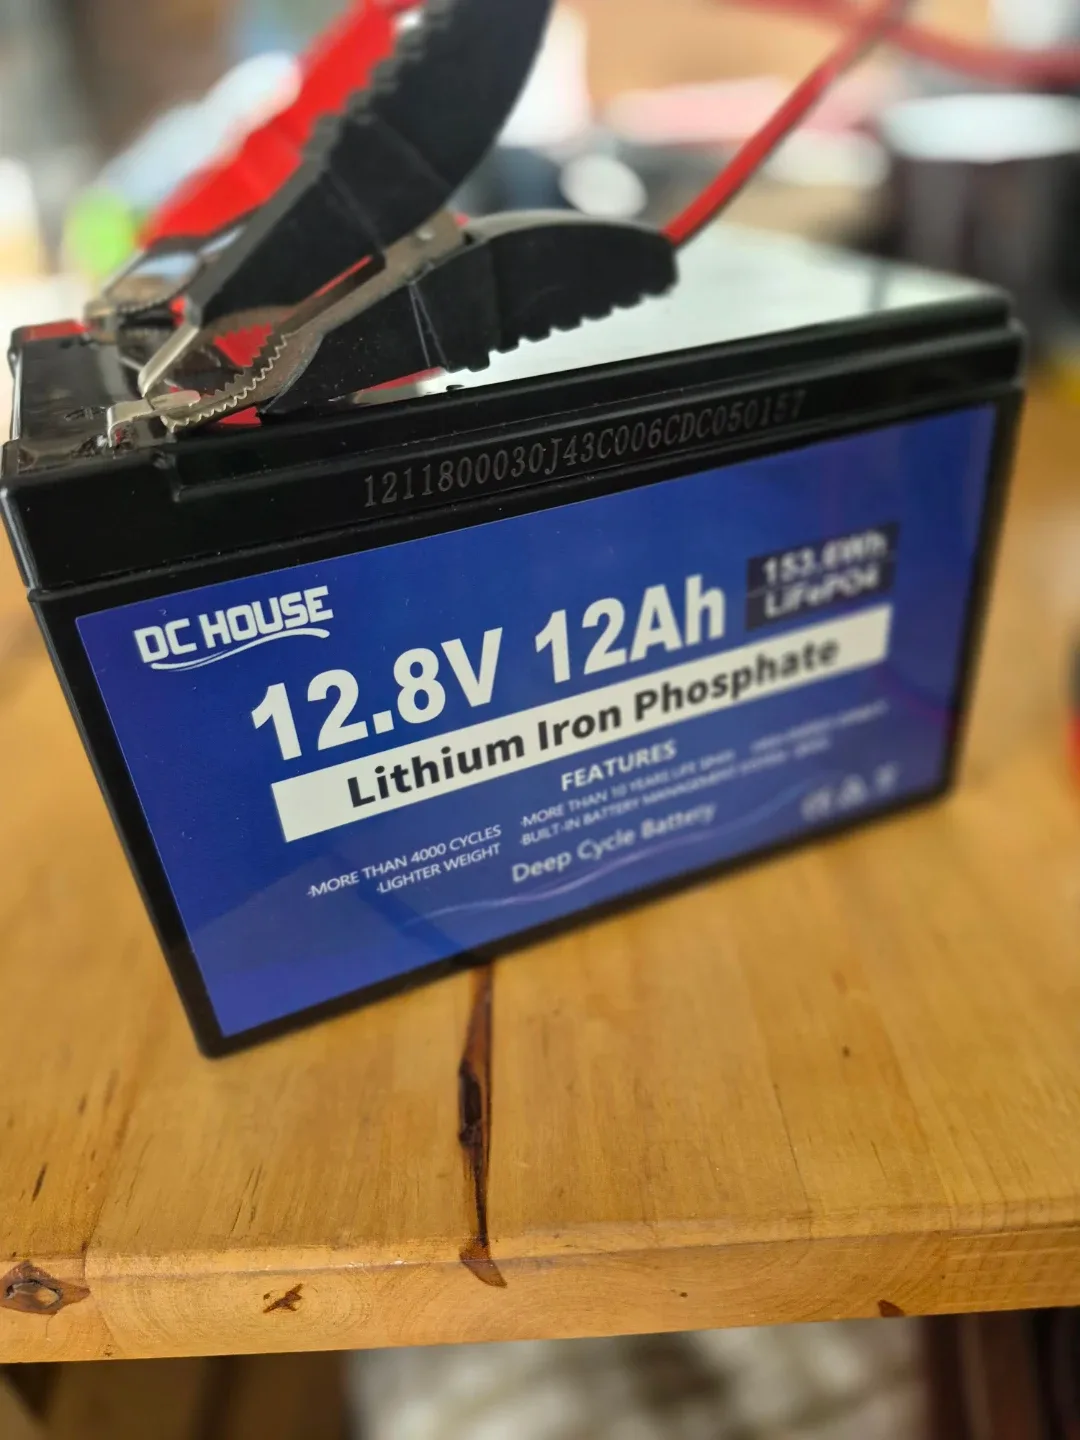 1211800030J43C006CDC050157
DC HOUSE
12.8V 12Ah
153.6Wh
LiFePO4
Lithium Iron Phosphate
FEATURES
·MORE THAN 4000 CYCLES
·MORE THAN 10 YEARS LIFE SPAN
·LIGHTER WEIGHT
·BUILT-IN BATTERY MANAGEMENT SYSTEM
Deep Cycle Battery